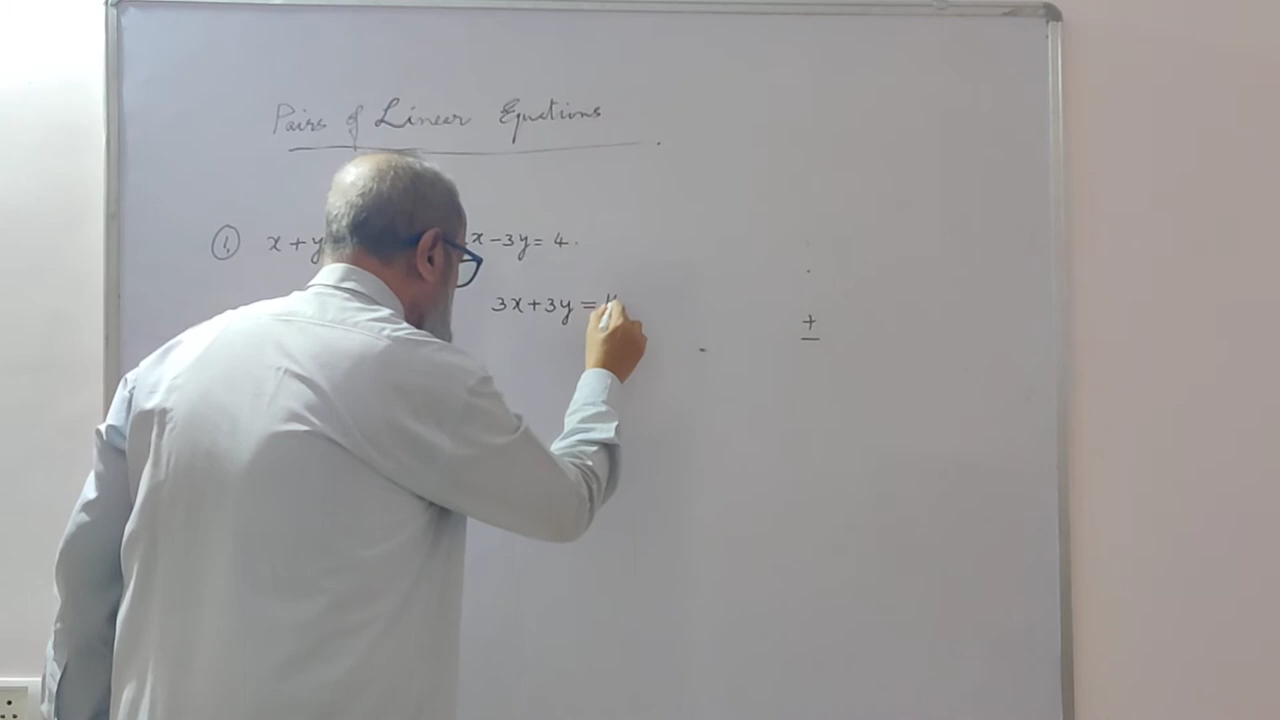 Pairs of Linear Equations
① x + y x - 3y = 4.
3x + 3y =
+